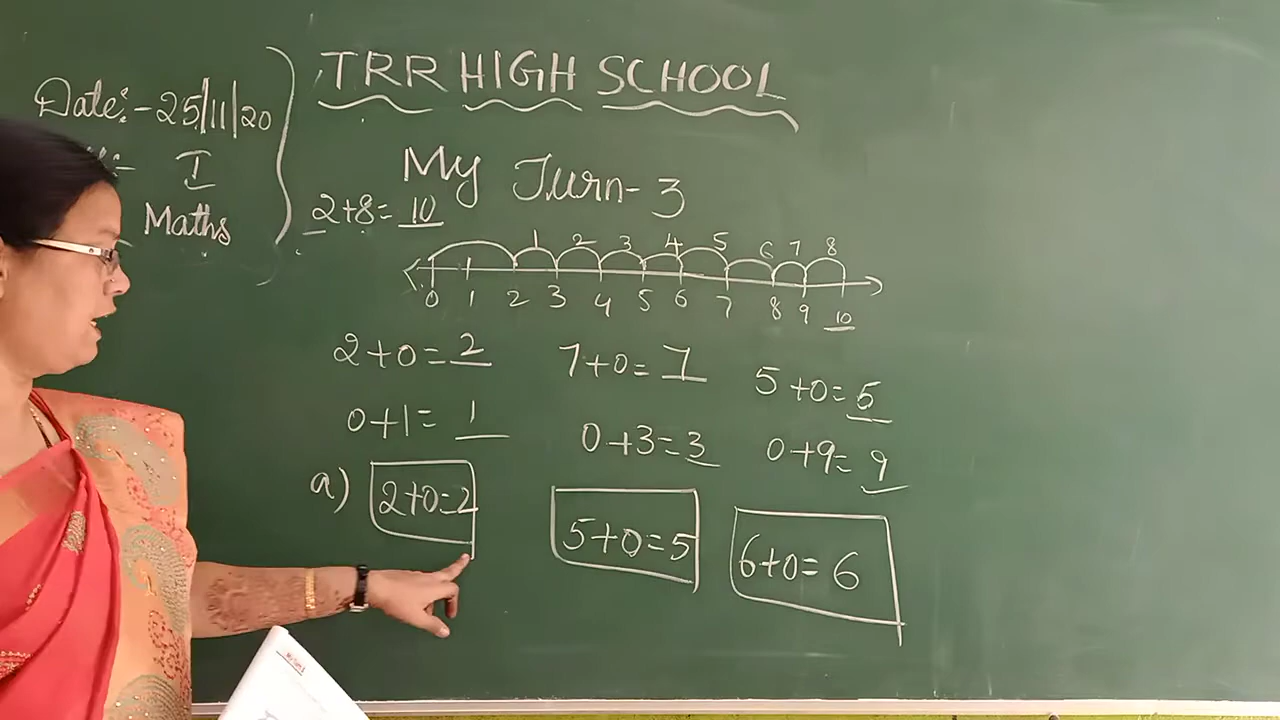 TRR HIGH SCHOOL
Date:-25/11/20
:- I
Maths
My Turn-3
2+8=10
1 2 3 4 5 6 7 8
0 1 2 3 4 5 6 7 8 9 10
2+0=2 7+0=7 5+0=5
0+1=1 0+3=3 0+9=9
a) 2+0=2 5+0=5 6+0=6